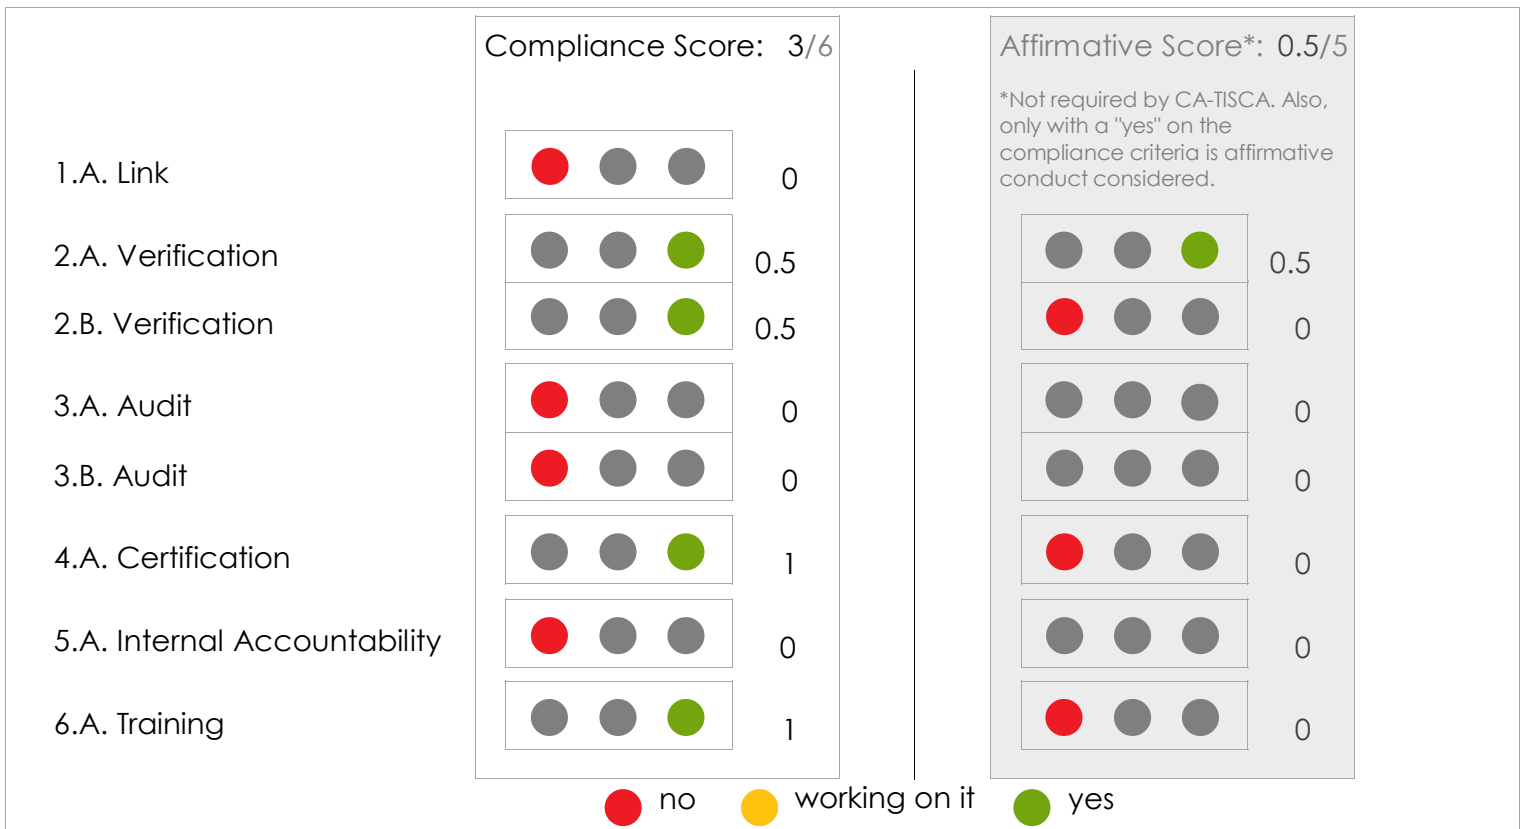 Compliance Score: 3/6
Affirmative Score*: 0.5/5
*Not required by CA-TISCA. Also,
only with a "yes" on the
compliance criteria is affirmative
conduct considered.
1.A. Link 0
2.A. Verification 0.5 0.5
2.B. Verification 0.5 0
3.A. Audit 0 0
3.B. Audit 0 0
4.A. Certification 1 0
5.A. Internal Accountability 0 0
6.A. Training 1 0
no working on it yes